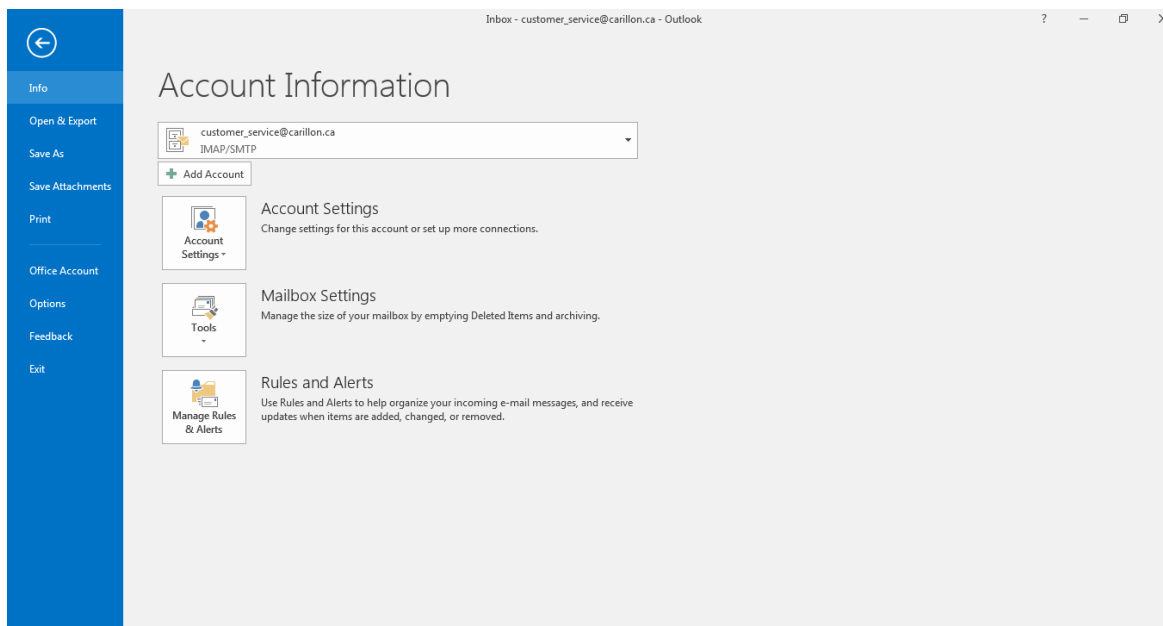 Inbox - customer_service@carillon.ca - Outlook
?
Info
Open & Export
Save As
Save Attachments
Print
Office Account
Options
Feedback
Exit
Account Information
customer_service@carillon.ca
IMAP/SMTP
Add Account
Account
Settings
Account Settings
Change settings for this account or set up more connections.
Tools
Mailbox Settings
Manage the size of your mailbox by emptying Deleted Items and archiving.
Manage Rules
& Alerts
Rules and Alerts
Use Rules and Alerts to help organize your incoming e-mail messages, and receive
updates when items are added, changed, or removed.